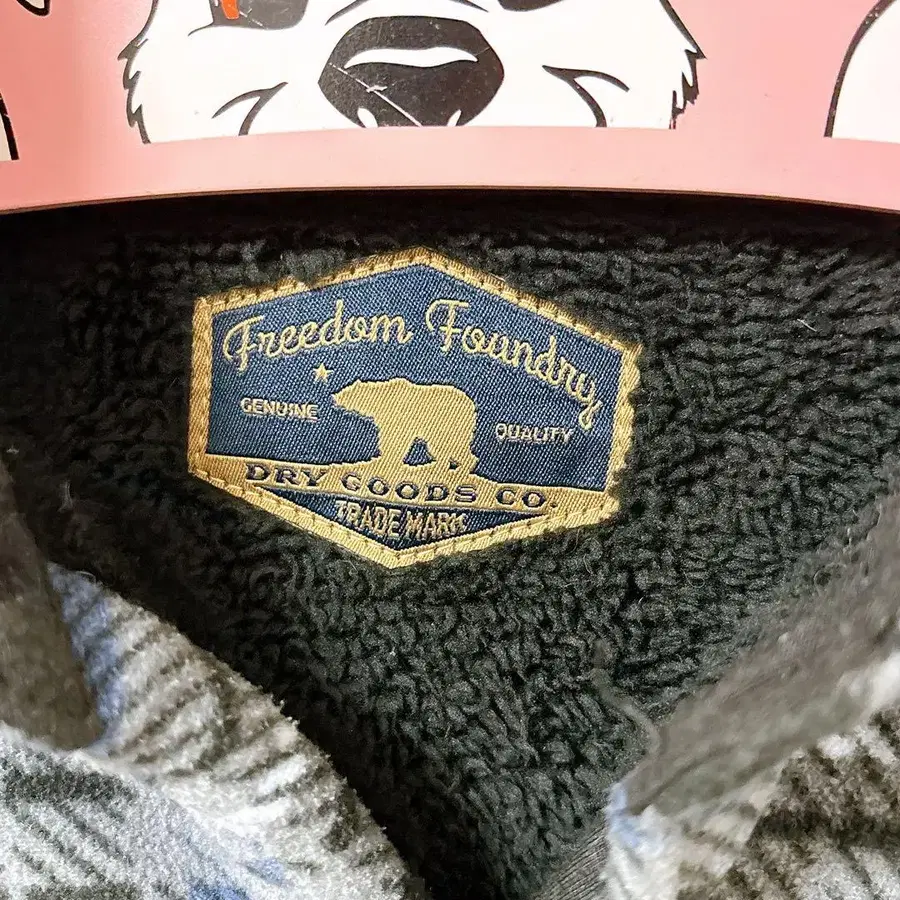 Freedom Foundry
GENUINE
QUALITY
DRY GOODS CO.
TRADE MARK